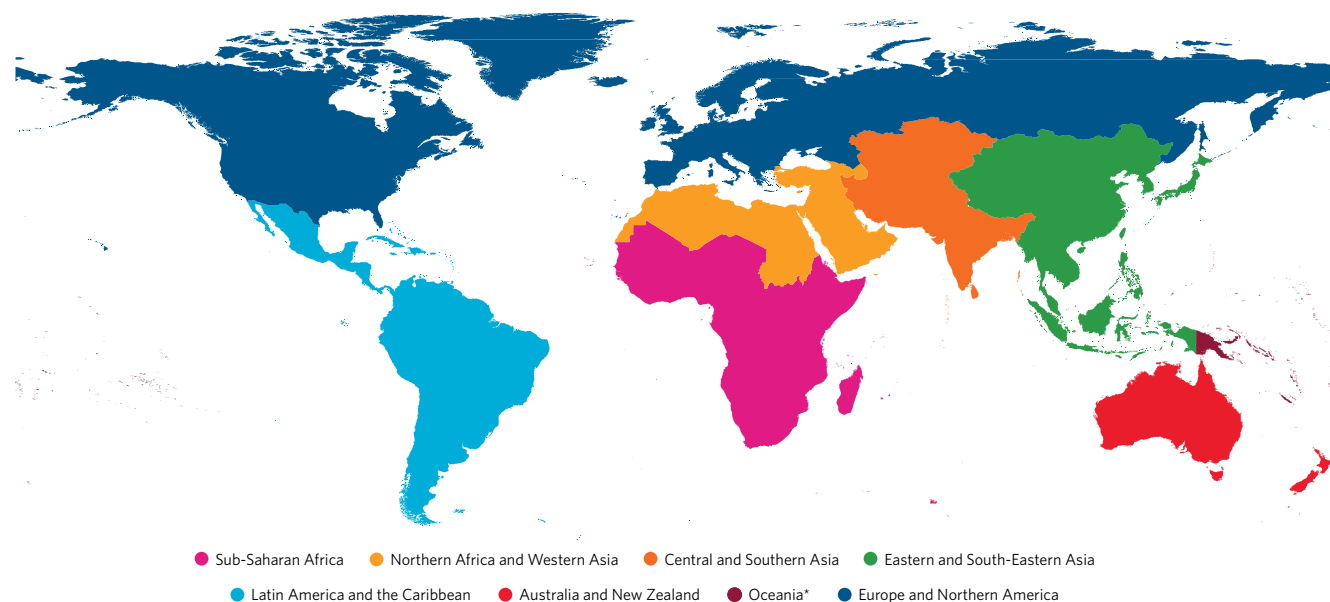 Sub-Saharan Africa Northern Africa and Western Asia Central and Southern Asia Eastern and South-Eastern Asia
Latin America and the Caribbean Australia and New Zealand Oceania* Europe and Northern America